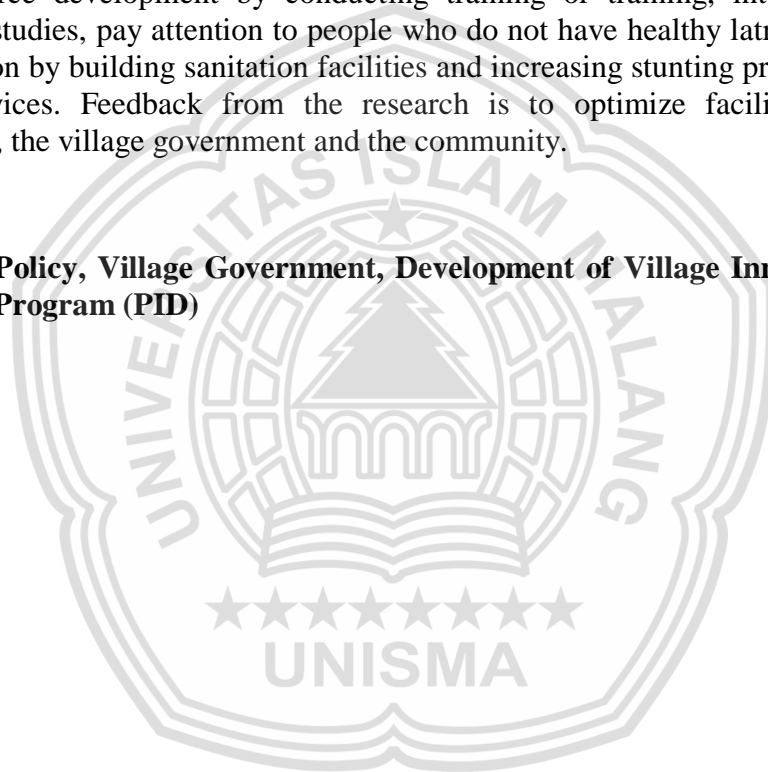 rce development by conducting training or training, int
studies, pay attention to people who do not have healthy latr
on by building sanitation facilities and increasing stunting pr
vices. Feedback from the research is to optimize facili
, the village government and the community.
UNIVERSITAS ISLAM MALANG
Policy, Village Government, Development of Village Inn
Program (PID)
UNISMA